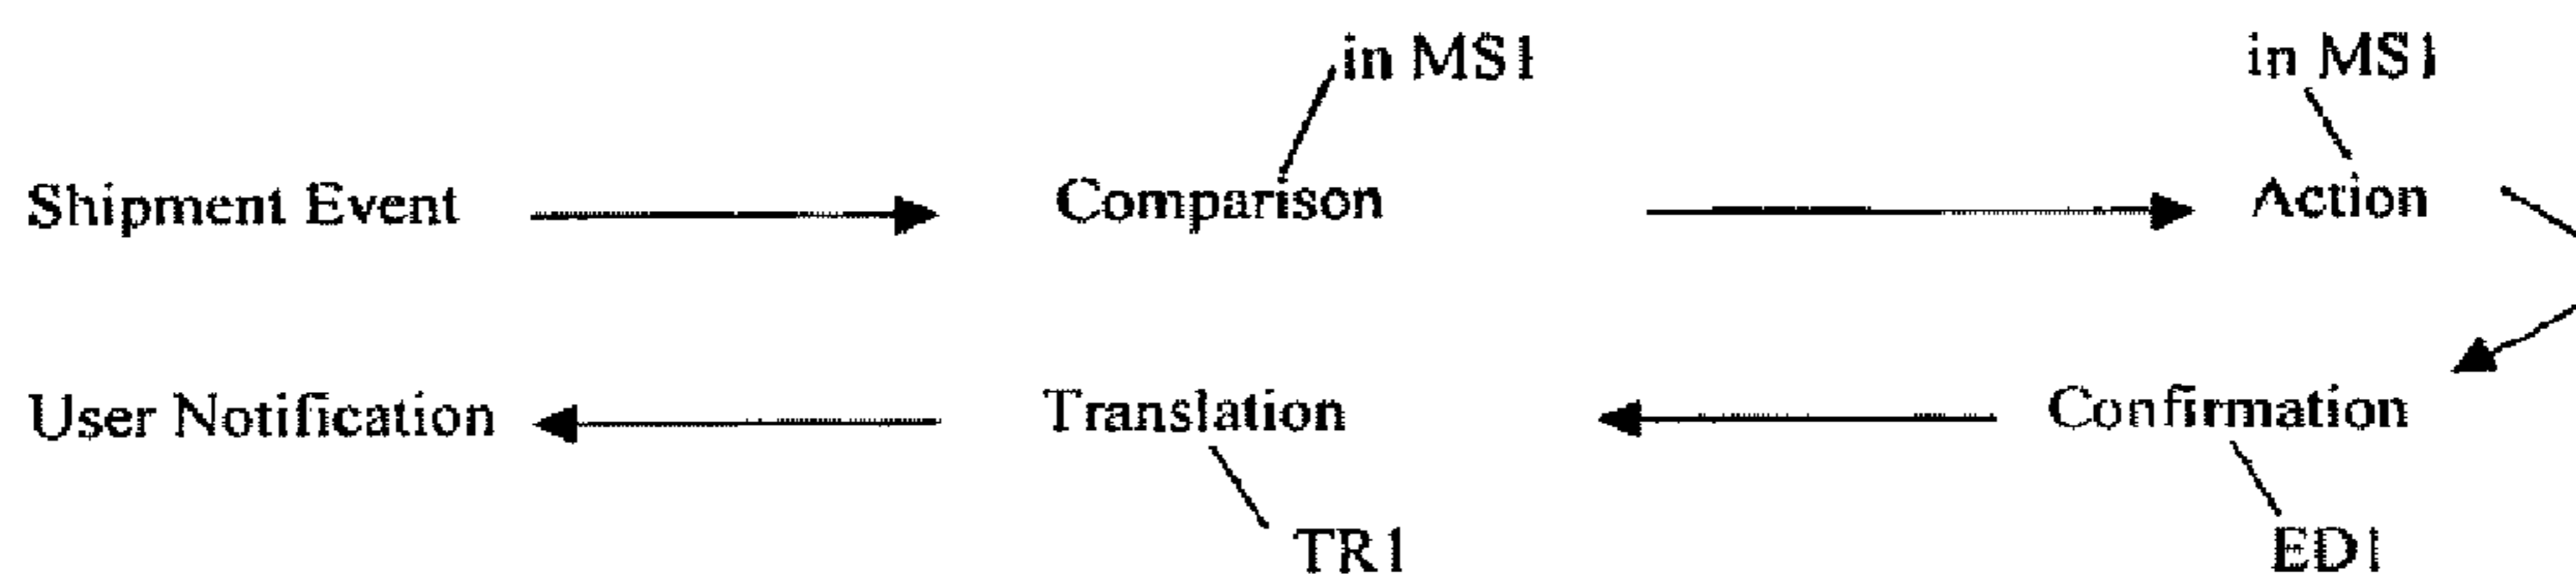 in MS1 in MS1
Shipment Event Comparison Action
User Notification Translation Confirmation
TR1 ED1